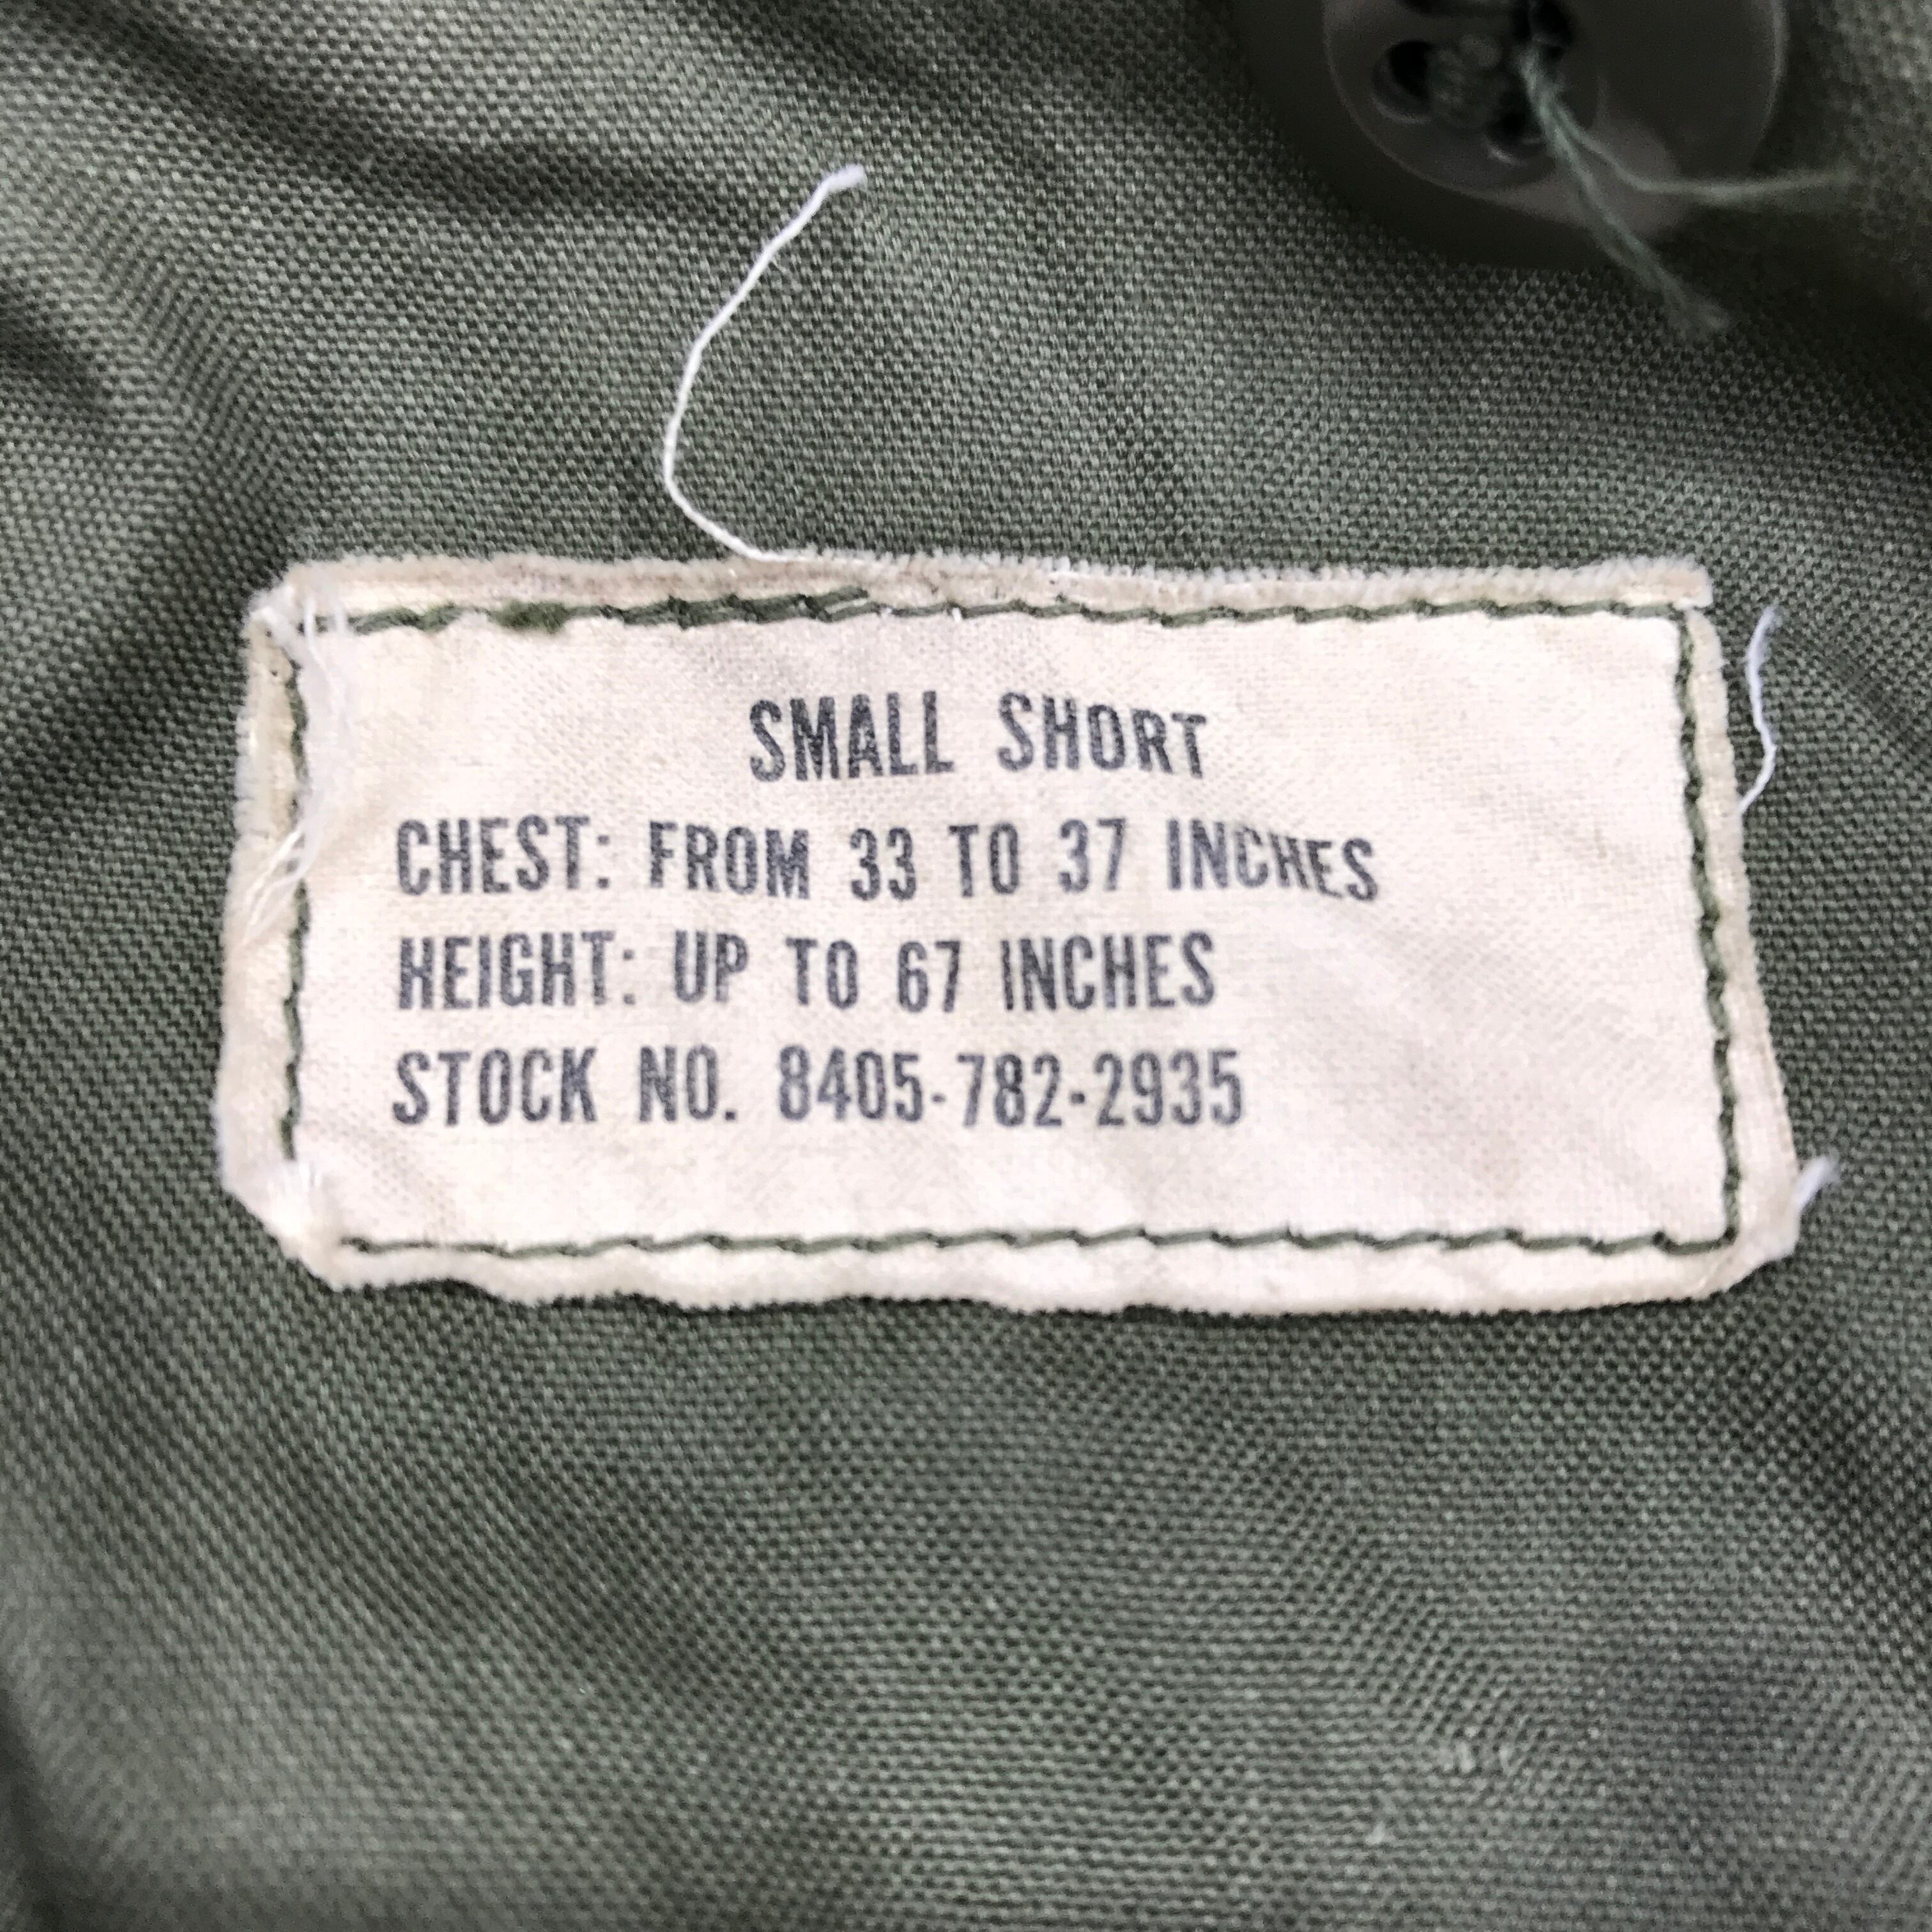 SMALL SHORT
CHEST: FROM 33 TO 37 INCHES
HEIGHT: UP TO 67 INCHES
STOCK NO. 8405-782-2935